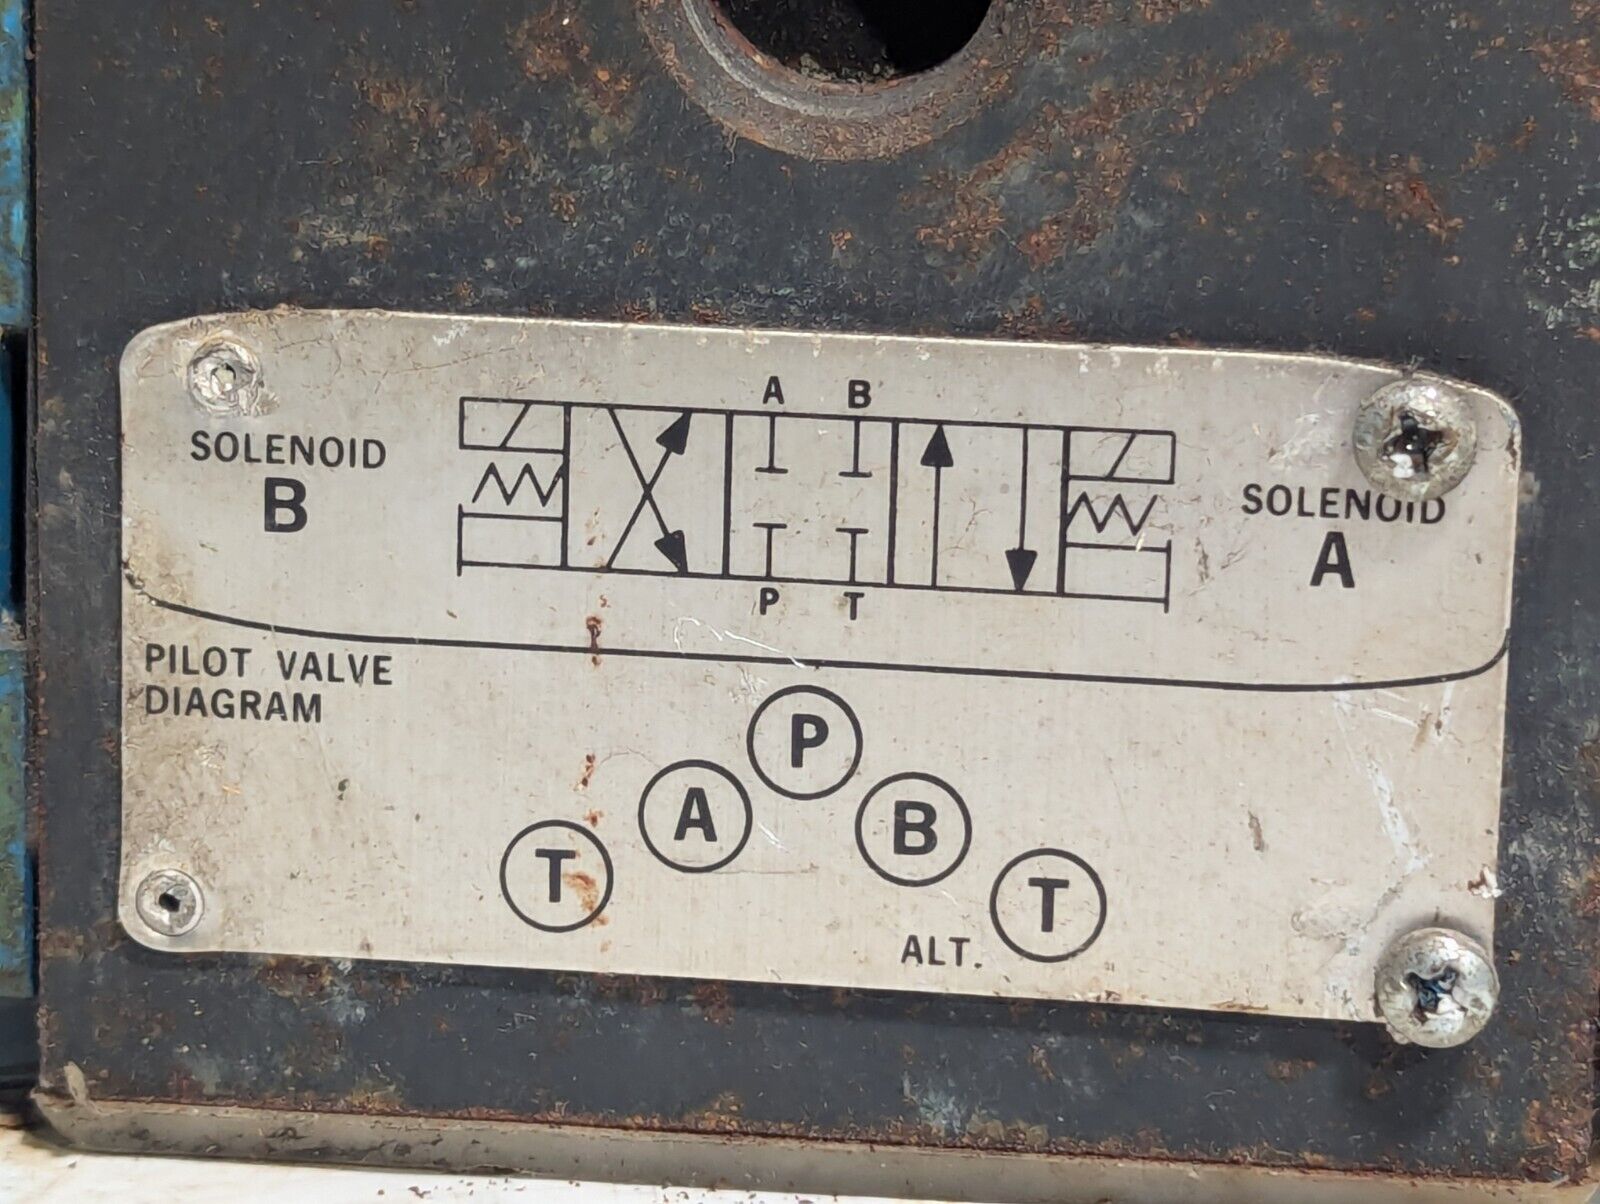 A B
SOLENOID
B
SOLENOID
A
P T
PILOT VALVE
DIAGRAM
P
A
B
T
T
ALT.